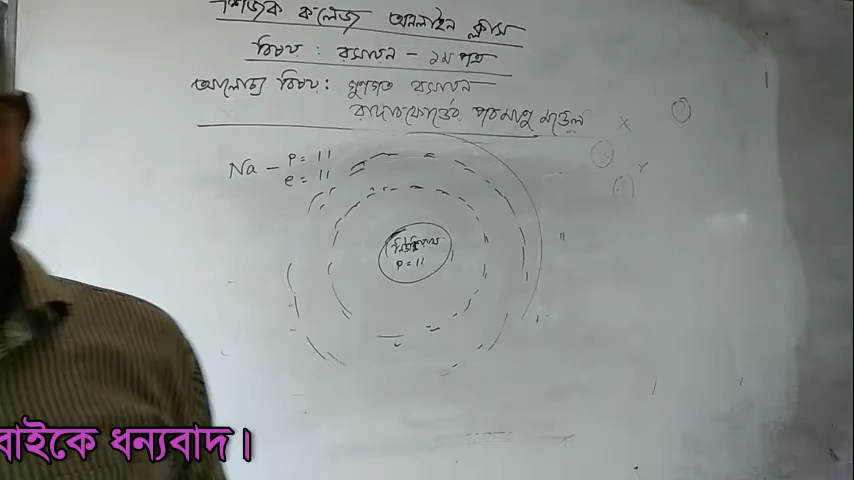 কলেজ অনলাইন ক্লাস
বিষয় : রসায়ন - ১ম পত্র
আলোচ্য বিষয় : গুণগত রসায়ন
রাদারফোর্ডের পরমাণু মডেল
Na - p = 11
e = 11
p = 11
বাইকে ধন্যবাদ।